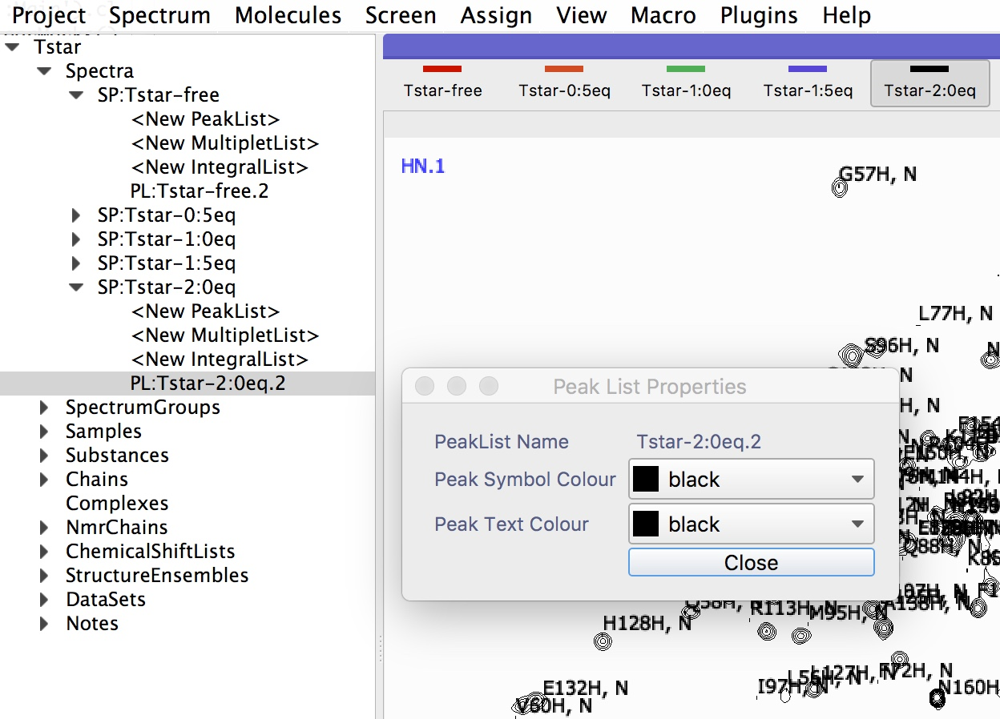 Project Spectrum Molecules Screen Assign View Macro Plugins Help
Tstar
Spectra
SP:Tstar-free
<New PeakList>
<New MultipletList>
<New IntegralList>
PL:Tstar-free.2
SP:Tstar-0:5eq
SP:Tstar-1:0eq
SP:Tstar-1:5eq
SP:Tstar-2:0eq
<New PeakList>
<New MultipletList>
<New IntegralList>
PL:Tstar-2:0eq.2
SpectrumGroups
Samples
Substances
Chains
Complexes
NmrChains
ChemicalShiftLists
StructureEnsembles
DataSets
Notes
Tstar-free Tstar-0:5eq Tstar-1:0eq Tstar-1:5eq Tstar-2:0eq
HN.1
G57H, N
L77H, N
S96H, N
Peak List Properties
PeakList Name Tstar-2:0eq.2
Peak Symbol Colour black
Peak Text Colour black
Close
Q88H, N
R113H, N
M95H, N
A138H, N
H128H, N
L127H, N
F72H, N
I97H, N
N160H
E132H, N
V60H, N